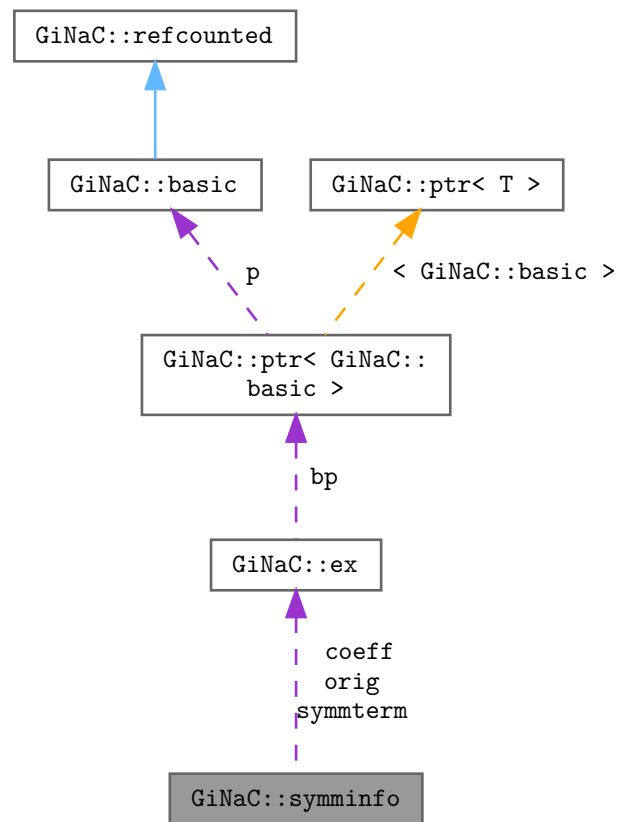 GiNaC::refcounted
GiNaC::basic
GiNaC::ptr< T >
p
< GiNaC::basic >
GiNaC::ptr< GiNaC::
basic >
bp
GiNaC::ex
coeff
orig
symmterm
GiNaC::symminfo